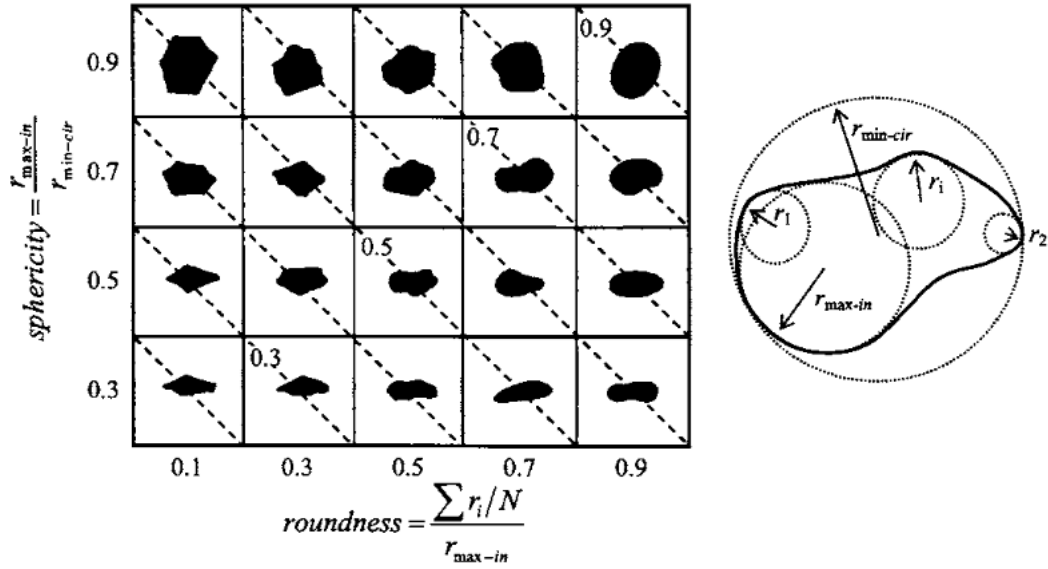 sphericity = r_max-in / r_min-cir
0.9
0.7
0.5
0.3
0.9
0.7
0.5
0.3
0.1 0.3 0.5 0.7 0.9
roundness = ∑ r_i/N / r_max-in
r_min-cir
r_i
r_1
r_2
r_max-in